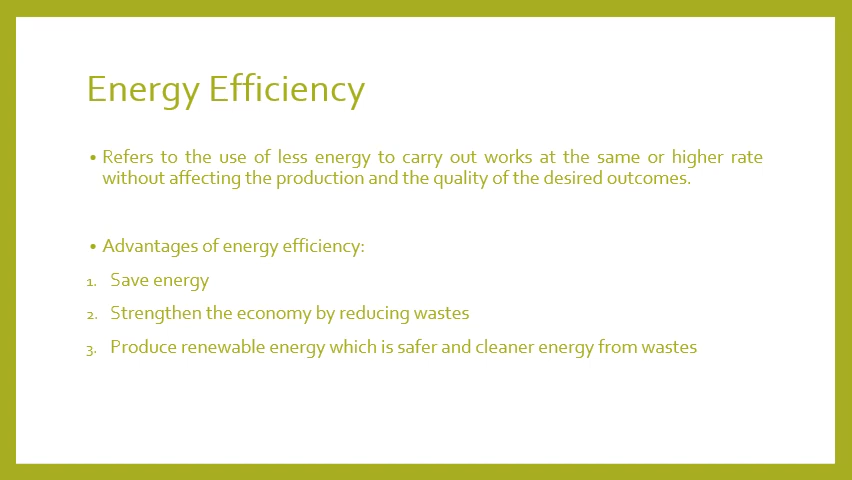 Energy Efficiency
• Refers to the use of less energy to carry out works at the same or higher rate
without affecting the production and the quality of the desired outcomes.
• Advantages of energy efficiency:
1. Save energy
2. Strengthen the economy by reducing wastes
3. Produce renewable energy which is safer and cleaner energy from wastes